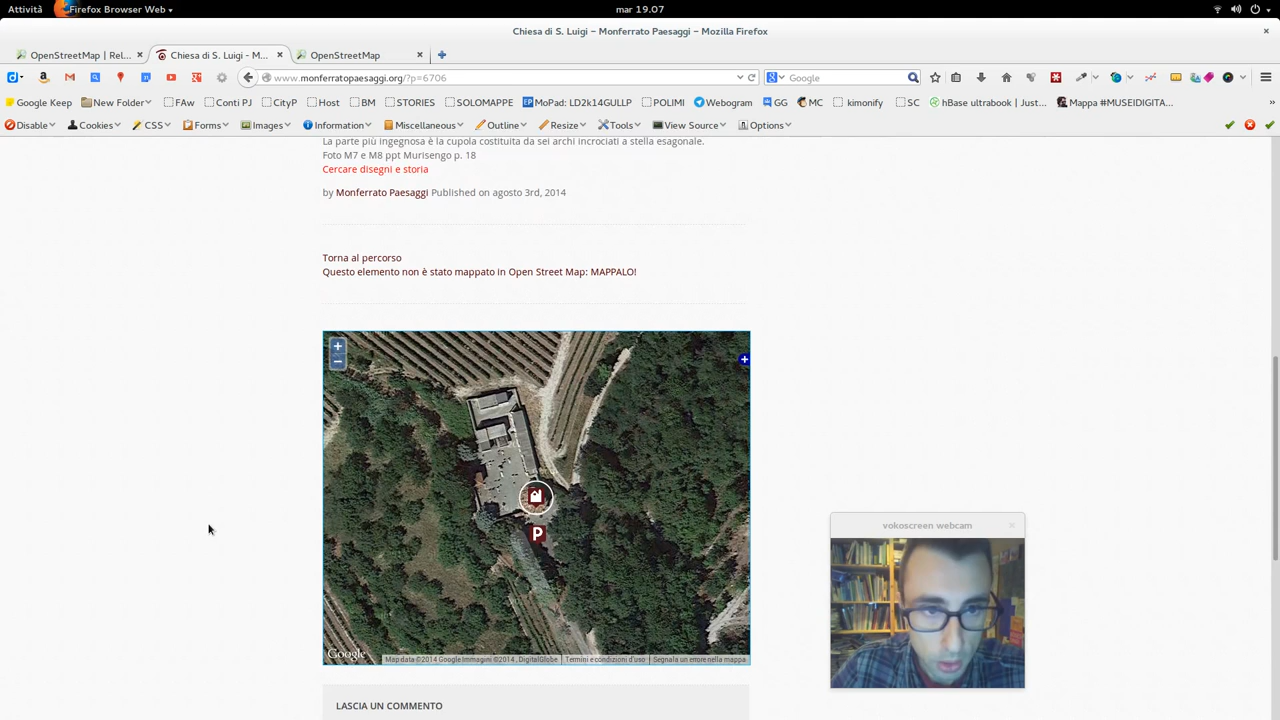 Attività
Firefox Browser Web
mar 19.07
Chiesa di S. Luigi – Monferrato Paesaggi – Mozilla Firefox
OpenStreetMap | Rel...
Chiesa di S. Luigi - M...
OpenStreetMap
www.monferratopaesaggi.org/?p=6706
Google
Google Keep
New Folder
FAw
Conti PJ
CityP
Host
BM
STORIES
SOLOMAPPE
MoPad: LD2k14GULLP
POLIMI
Webogram
GG
MC
kimonify
SC
hBase ultrabook | Just...
Mappa #MUSEIDIGITA...
Disable
Cookies
CSS
Forms
Images
Information
Miscellaneous
Outline
Resize
Tools
View Source
Options
La parte più ingegnosa è la cupola costituita da sei archi incrociati a stella esagonale.
Foto M7 e M8 ppt Murisengo p. 18
Cercare disegni e storia
by Monferrato Paesaggi Published on agosto 3rd, 2014
Torna al percorso
Questo elemento non è stato mappato in Open Street Map: MAPPALO!
P
Google
Map data ©2014 Google Immagini ©2014 , DigitalGlobe
Termini e condizioni d'uso
Segnala un errore nella mappa
vokoscreen webcam
LASCIA UN COMMENTO